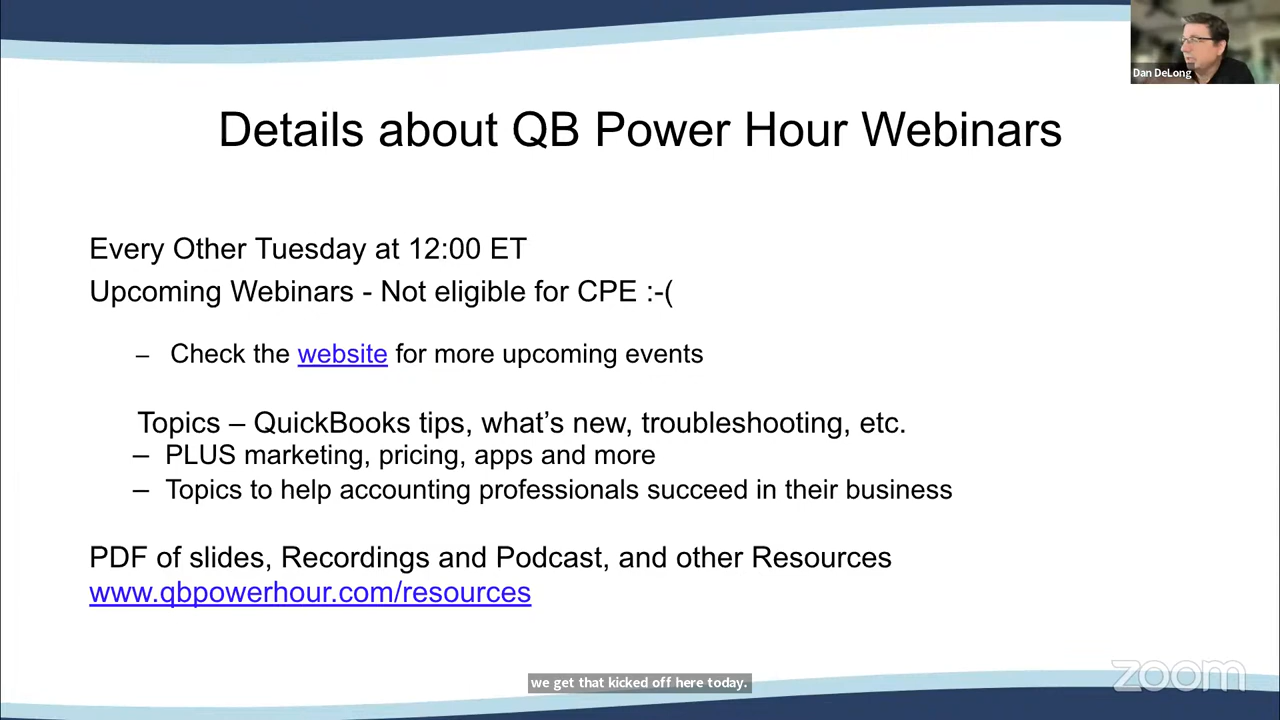 Dan DeLong
Details about QB Power Hour Webinars
Every Other Tuesday at 12:00 ET
Upcoming Webinars - Not eligible for CPE :-(
– Check the website for more upcoming events
Topics – QuickBooks tips, what’s new, troubleshooting, etc.
– PLUS marketing, pricing, apps and more
– Topics to help accounting professionals succeed in their business
PDF of slides, Recordings and Podcast, and other Resources
www.qbpowerhour.com/resources
we get that kicked off here today.
zoom